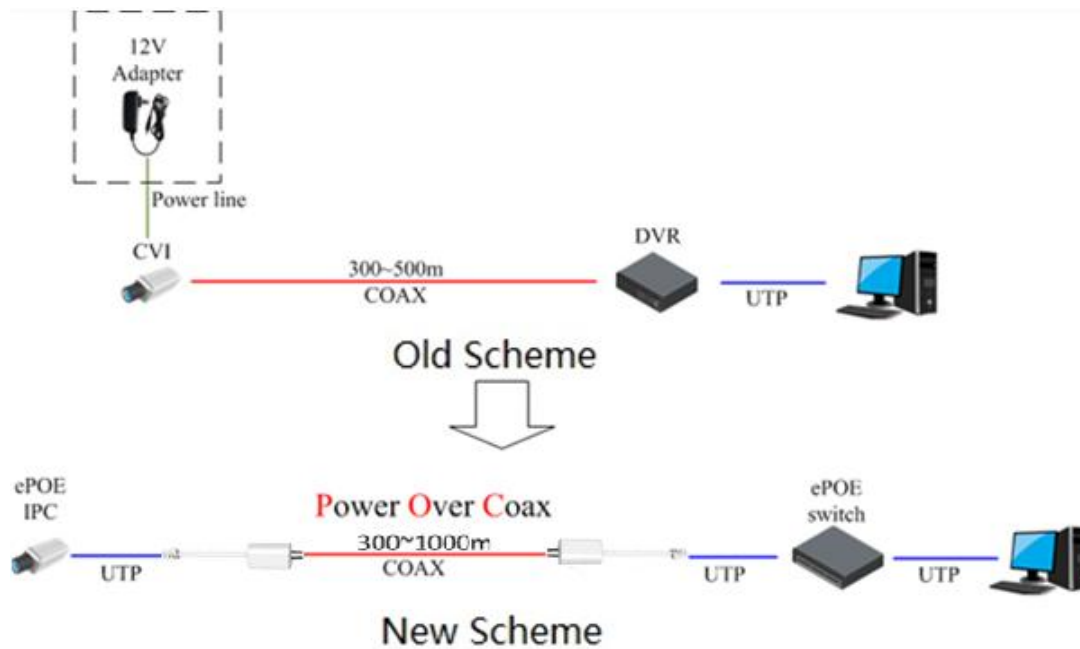 12V
Adapter
Power line
CVI
DVR
300~500m
COAX
UTP
Old Scheme
ePOE
IPC
Power Over Coax
ePOE
switch
300~1000m
COAX
UTP
UTP
UTP
New Scheme